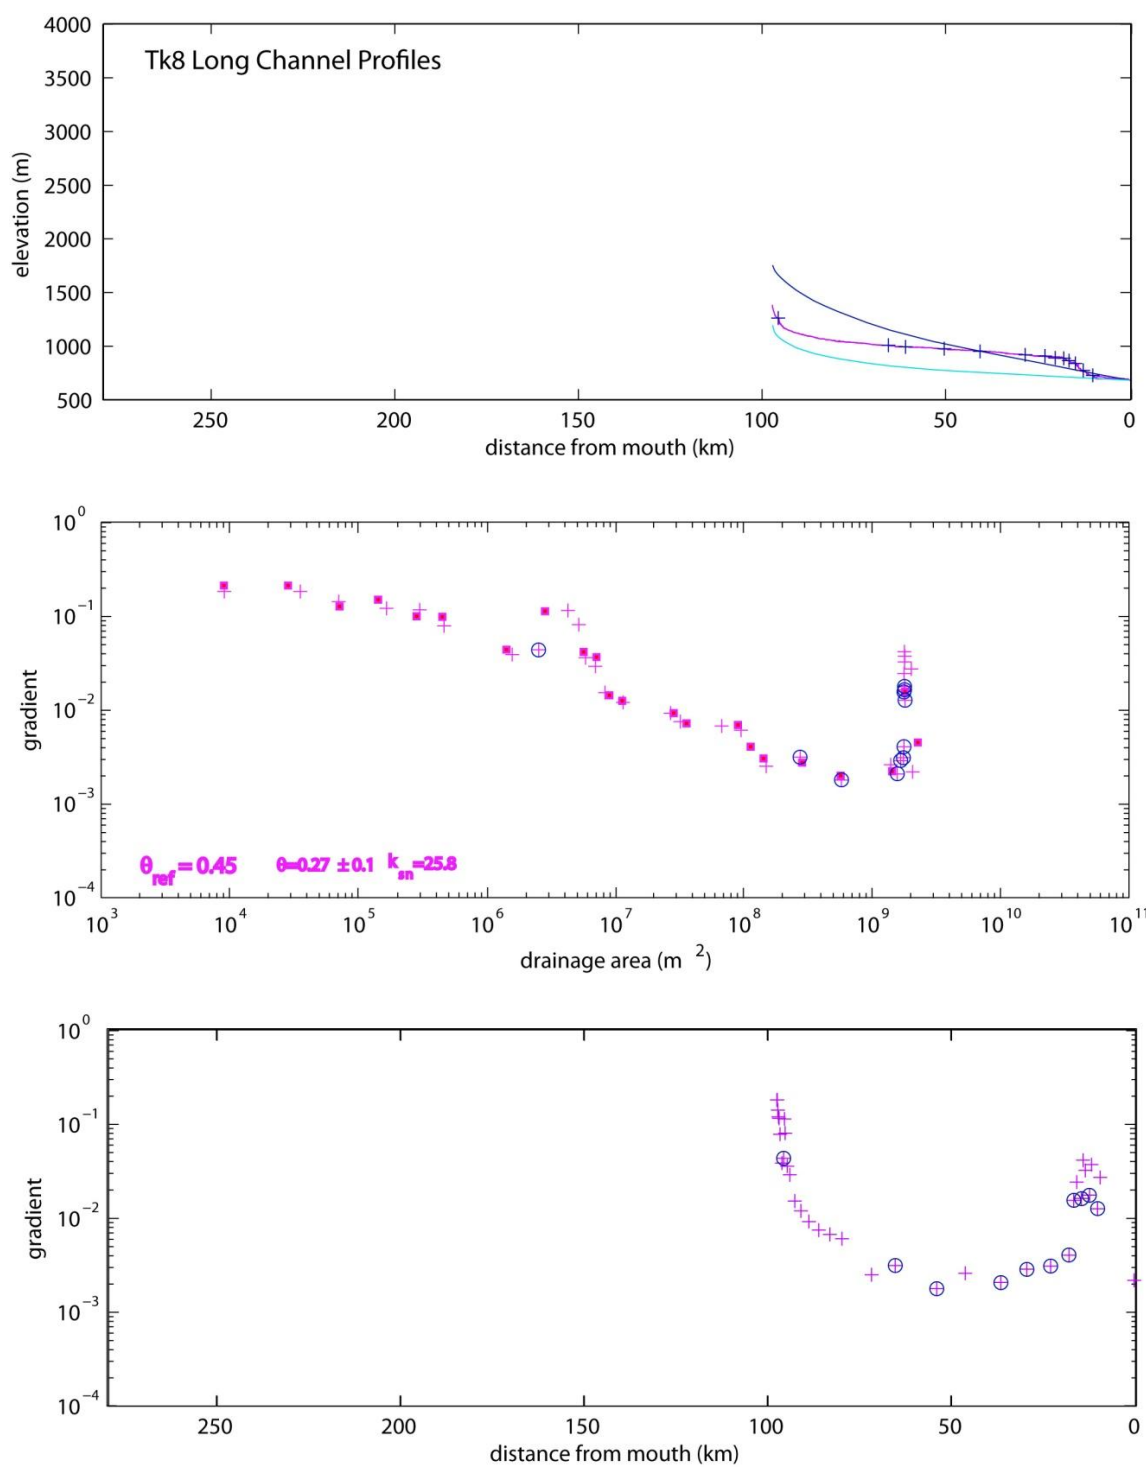 4000
Tk8 Long Channel Profiles
3500
3000
2500
2000
1500
1000
500
elevation (m)
250 200 150 100 50 0
distance from mouth (km)
10^0
10^-1
10^-2
10^-3
10^-4
gradient
θref = 0.45 θ=0.27 ±0.1 ksn=25.8
10^3 10^4 10^5 10^6 10^7 10^8 10^9 10^10 10^11
drainage area (m 2)
10^0
10^-1
10^-2
10^-3
10^-4
gradient
250 200 150 100 50 0
distance from mouth (km)